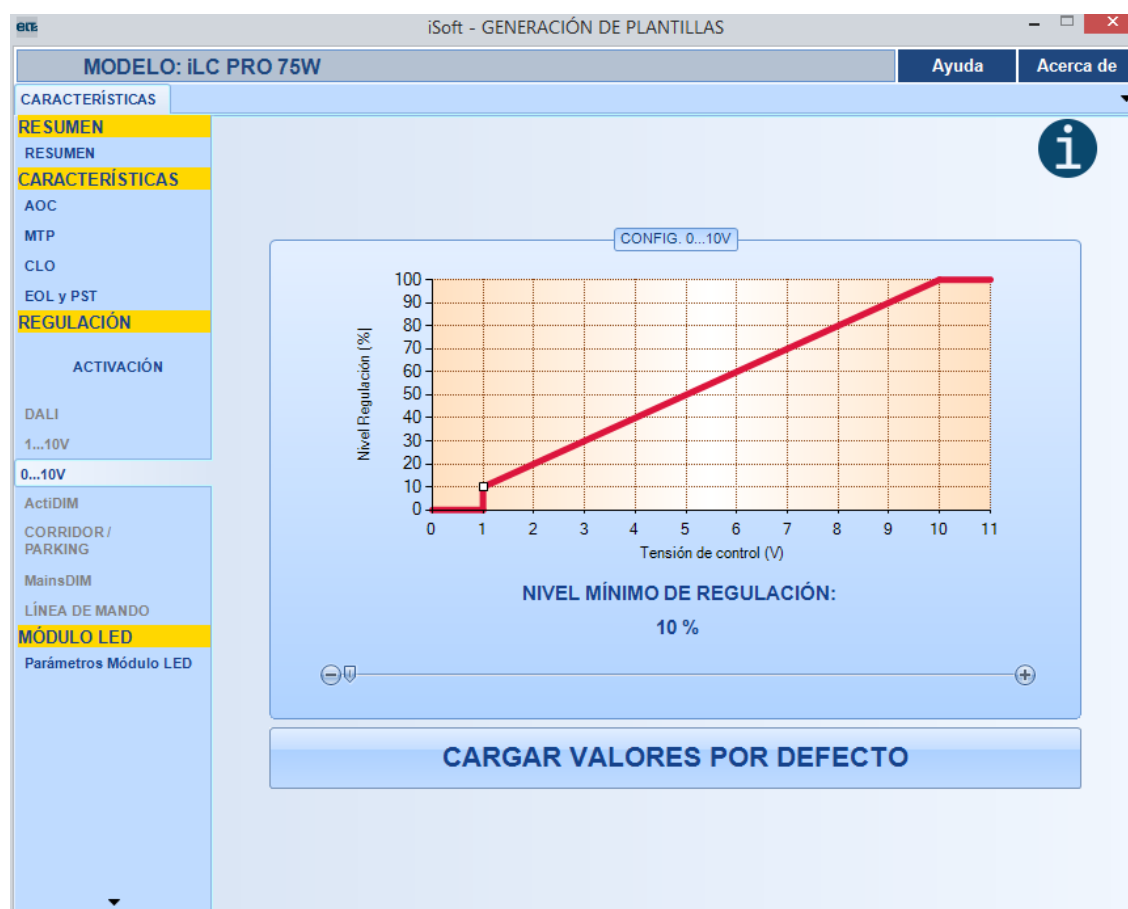 ELT
iSoft - GENERACIÓN DE PLANTILLAS
MODELO: iLC PRO 75W
Ayuda
Acerca de
CARACTERÍSTICAS
RESUMEN
RESUMEN
CARACTERÍSTICAS
AOC
MTP
CLO
EOL y PST
REGULACIÓN
ACTIVACIÓN
DALI
1...10V
0...10V
ActiDIM
CORRIDOR /
PARKING
MainsDIM
LÍNEA DE MANDO
MÓDULO LED
Parámetros Módulo LED
i
CONFIG. 0...10V
Nivel Regulación (%|
100
90
80
70
60
50
40
30
20
10
0
0 1 2 3 4 5 6 7 8 9 10 11
Tensión de control (V)
NIVEL MÍNIMO DE REGULACIÓN:
10 %
CARGAR VALORES POR DEFECTO